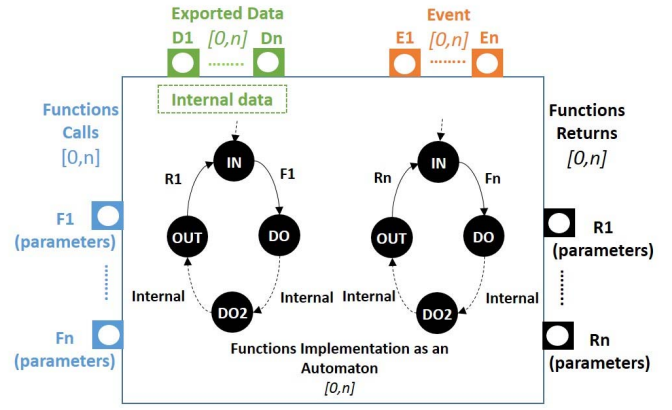 Exported Data
D1 [0,n] Dn
........
Event
E1 [0,n] En
........
Internal data
Functions
Calls
[0,n]
Functions
Returns
[0,n]
IN
R1
F1
OUT
DO
Internal
Internal
DO2
IN
Rn
Fn
OUT
DO
Internal
Internal
DO2
F1
(parameters)
Fn
(parameters)
R1
(parameters)
Rn
(parameters)
Functions Implementation as an
Automaton
[0,n]